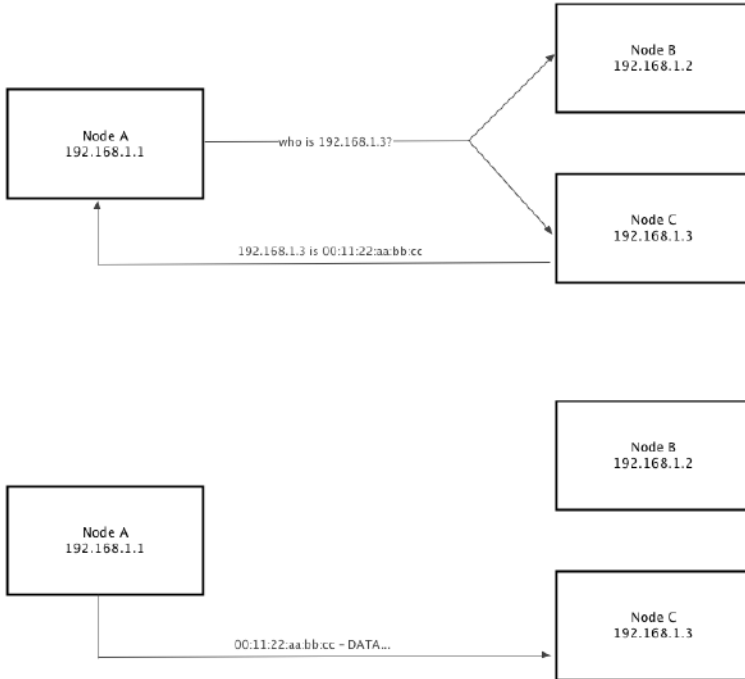 Node B
192.168.1.2
Node A
192.168.1.1
who is 192.168.1.3?
Node C
192.168.1.3
192.168.1.3 is 00:11:22:aa:bb:cc
Node B
192.168.1.2
Node A
192.168.1.1
Node C
192.168.1.3
00:11:22:aa:bb:cc - DATA...